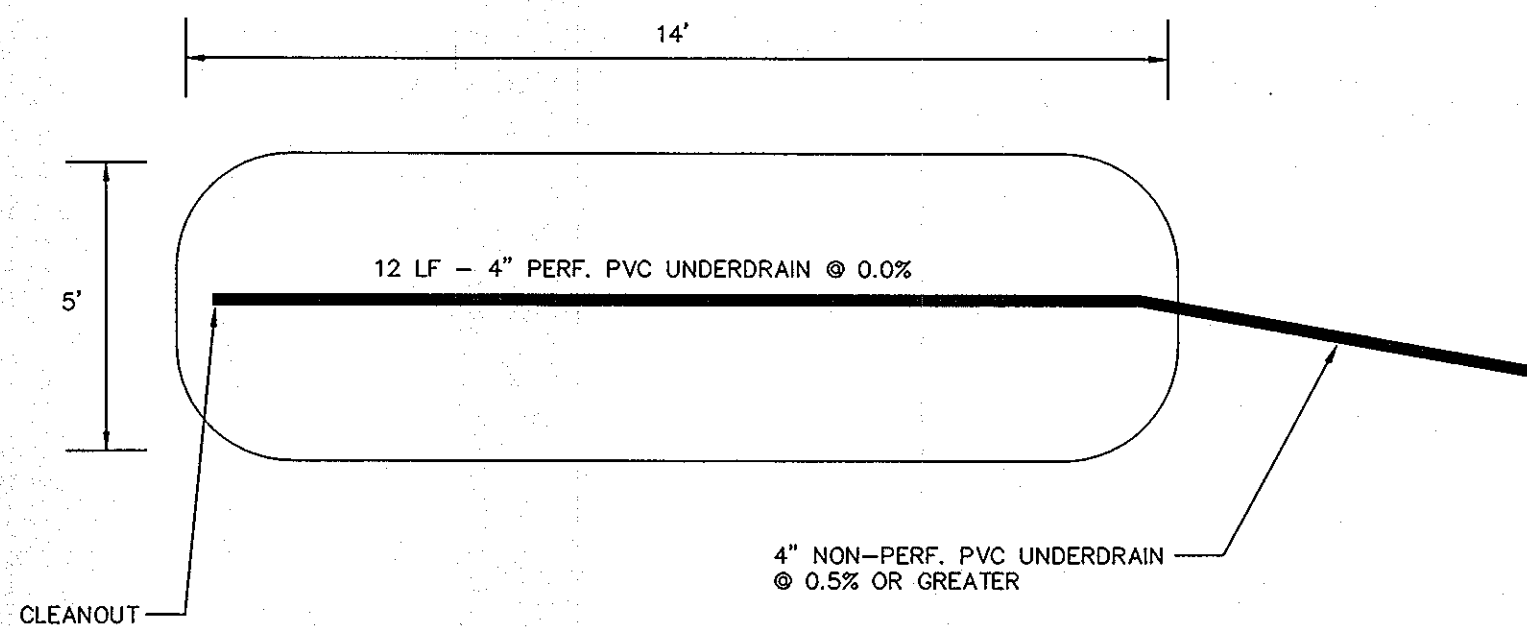 14'
12 LF – 4" PERF. PVC UNDERDRAIN @ 0.0%
5'
4" NON–PERF. PVC UNDERDRAIN
@ 0.5% OR GREATER
CLEANOUT